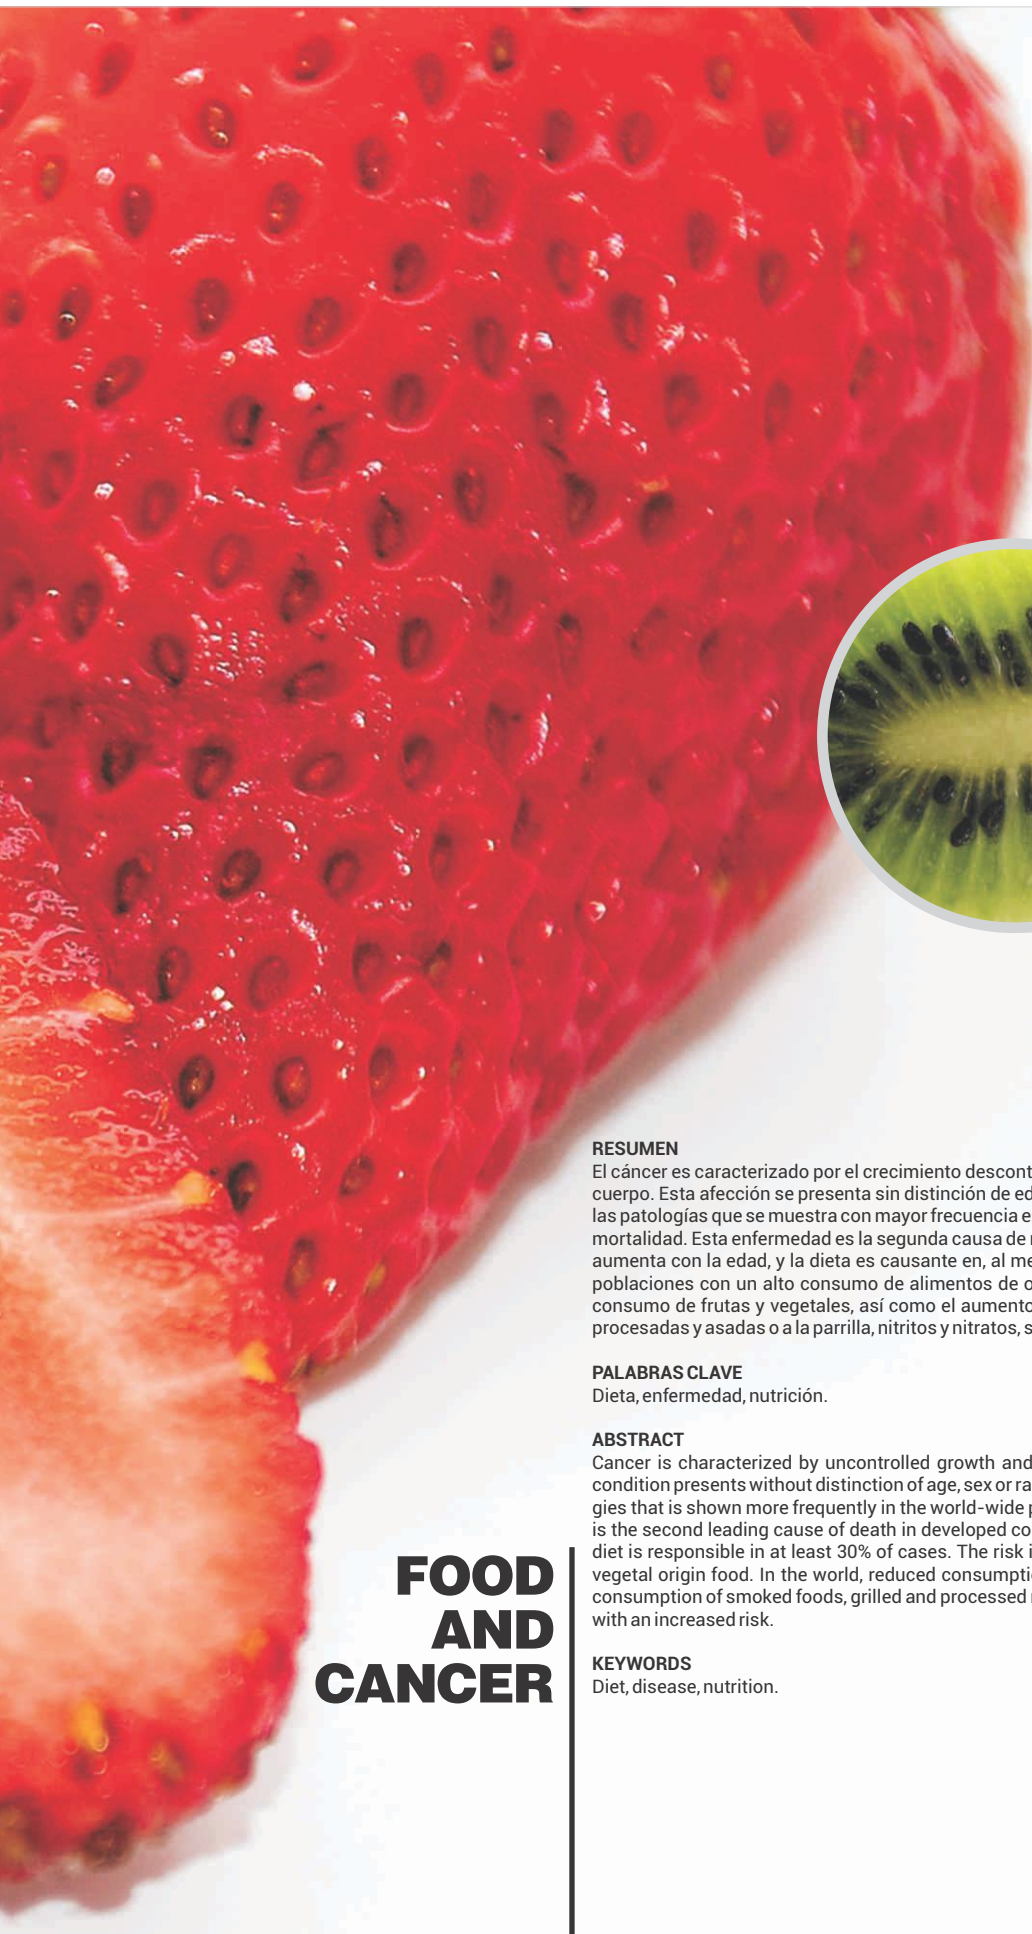 RESUMEN
El cáncer es caracterizado por el crecimiento descont
cuerpo. Esta afección se presenta sin distinción de ed
las patologías que se muestra con mayor frecuencia e
mortalidad. Esta enfermedad es la segunda causa de
aumenta con la edad, y la dieta es causante en, al me
poblaciones con un alto consumo de alimentos de o
consumo de frutas y vegetales, así como el aumento
procesadas y asadas o a la parrilla, nitritos y nitratos, s
PALABRAS CLAVE
Dieta, enfermedad, nutrición.
ABSTRACT
Cancer is characterized by uncontrolled growth and
condition presents without distinction of age, sex or ra
gies that is shown more frequently in the world-wide p
is the second leading cause of death in developed co
diet is responsible in at least 30% of cases. The risk i
vegetal origin food. In the world, reduced consumpti
consumption of smoked foods, grilled and processed
with an increased risk.
KEYWORDS
Diet, disease, nutrition.
FOOD
AND
CANCER